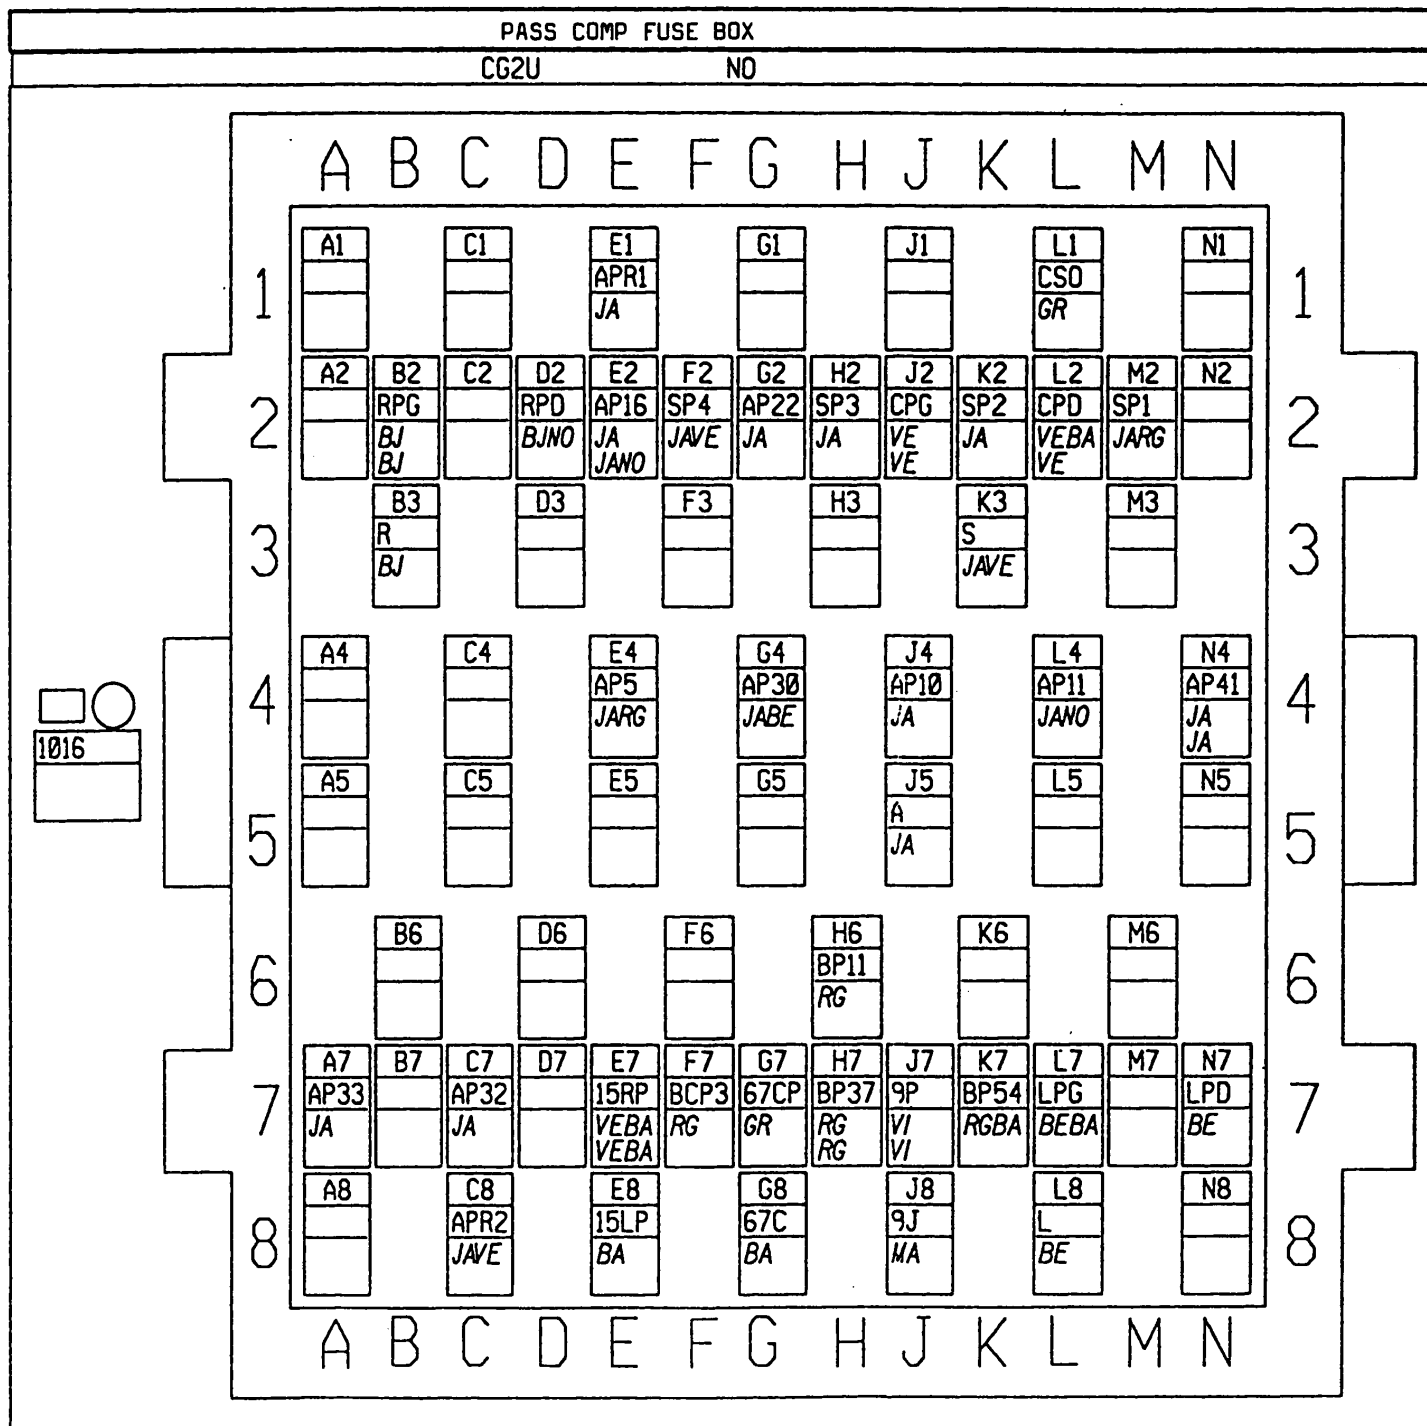 PASS COMP FUSE BOX
CG2U NO
A B C D E F G H J K L M N
A1 C1 E1 G1 J1 L1 N1
APR1 CSO
1 JA GR 1
A2 B2 C2 D2 E2 F2 G2 H2 J2 K2 L2 M2 N2
RPG RPD AP16 SP4 AP22 SP3 CPG SP2 CPD SP1
2 BJ BJNO JA JAVE JA JA VE JA VEBA JARG 2
BJ JANO VE VE
B3 D3 F3 H3 K3 M3
R S
3 BJ JAVE 3
A4 C4 E4 G4 J4 L4 N4
AP5 AP30 AP10 AP11 AP41
4 JARG JABE JA JANO JA 4
JA
1016
A5 C5 E5 G5 J5 L5 N5
A
5 JA 5
B6 D6 F6 H6 K6 M6
BP11
6 RG 6
A7 B7 C7 D7 E7 F7 G7 H7 J7 K7 L7 M7 N7
AP33 AP32 15RP BCP3 67CP BP37 9P BP54 LPG LPD
7 JA JA VEBA RG GR RG VI RGBA BEBA BE 7
VEBA RG VI
A8 C8 E8 G8 J8 L8 N8
APR2 15LP 67C 9J L
8 JAVE BA BA MA BE 8
A B C D E F G H J K L M N